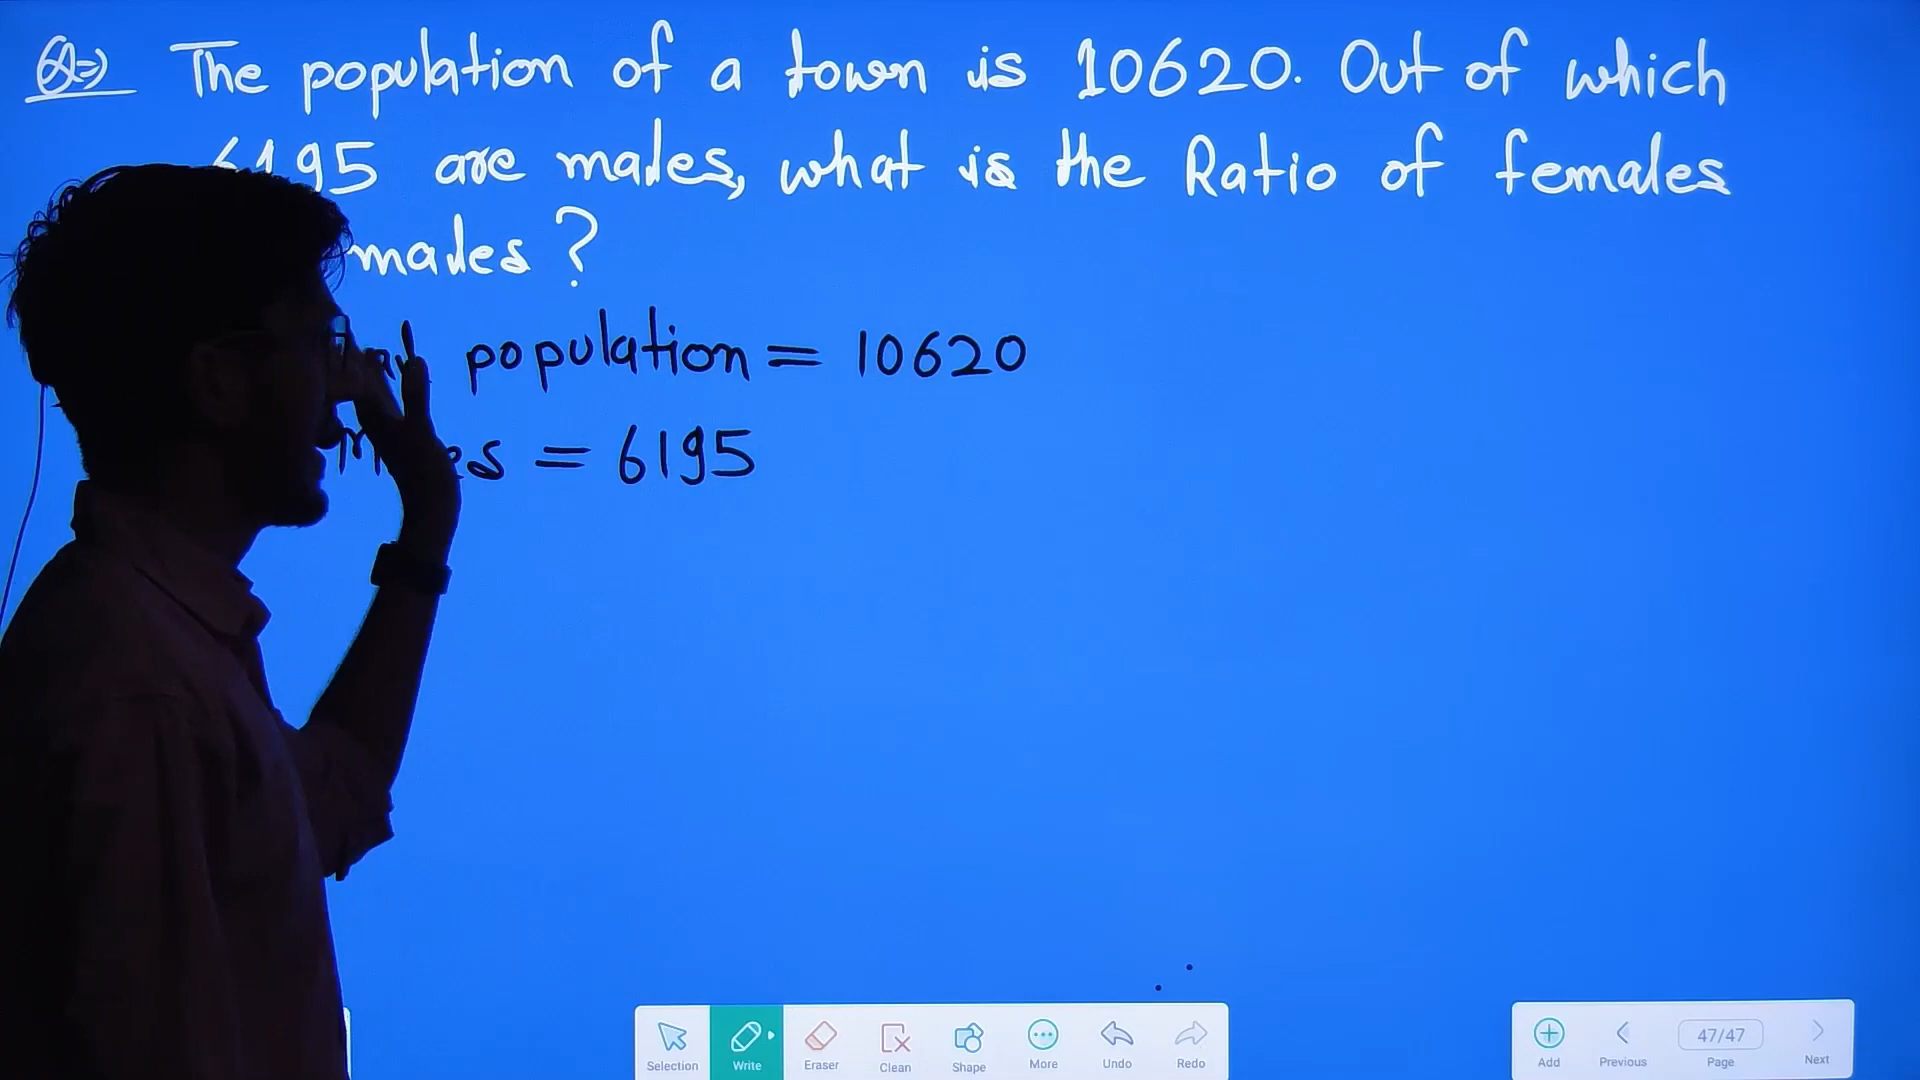 Q⇒ The population of a town is 10620. Out of which
6195 are males, what is the Ratio of females
males ?
population = 10620
= 6195
Selection Write Eraser Clean Shape More Undo Redo
Add Previous 47/47 Page Next